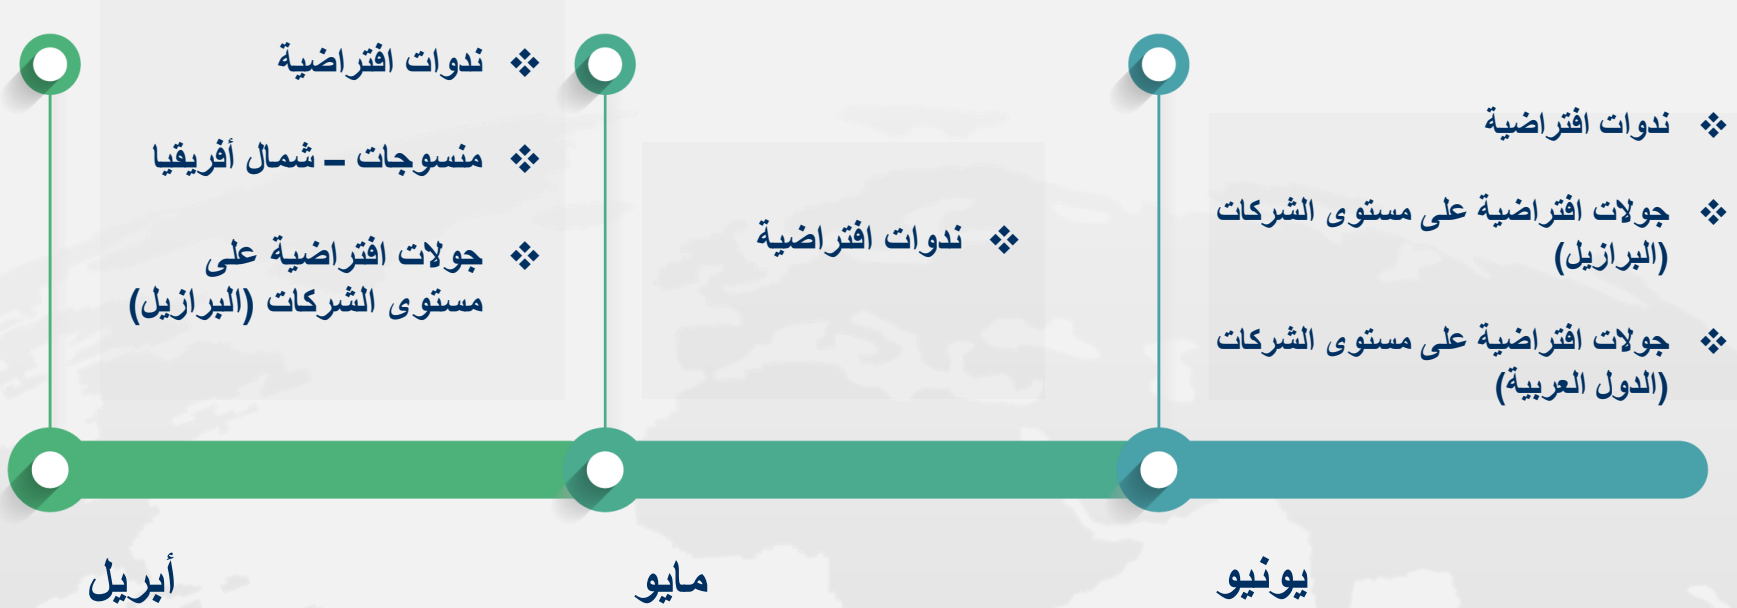 ❖ ندوات افتراضية
❖ منسوجات – شمال أفريقيا
❖ جولات افتراضية على
مستوى الشركات (البرازيل)
أبريل
❖ ندوات افتراضية
مايو
❖ ندوات افتراضية
❖ جولات افتراضية على مستوى الشركات
(البرازيل)
❖ جولات افتراضية على مستوى الشركات
(الدول العربية)
يونيو